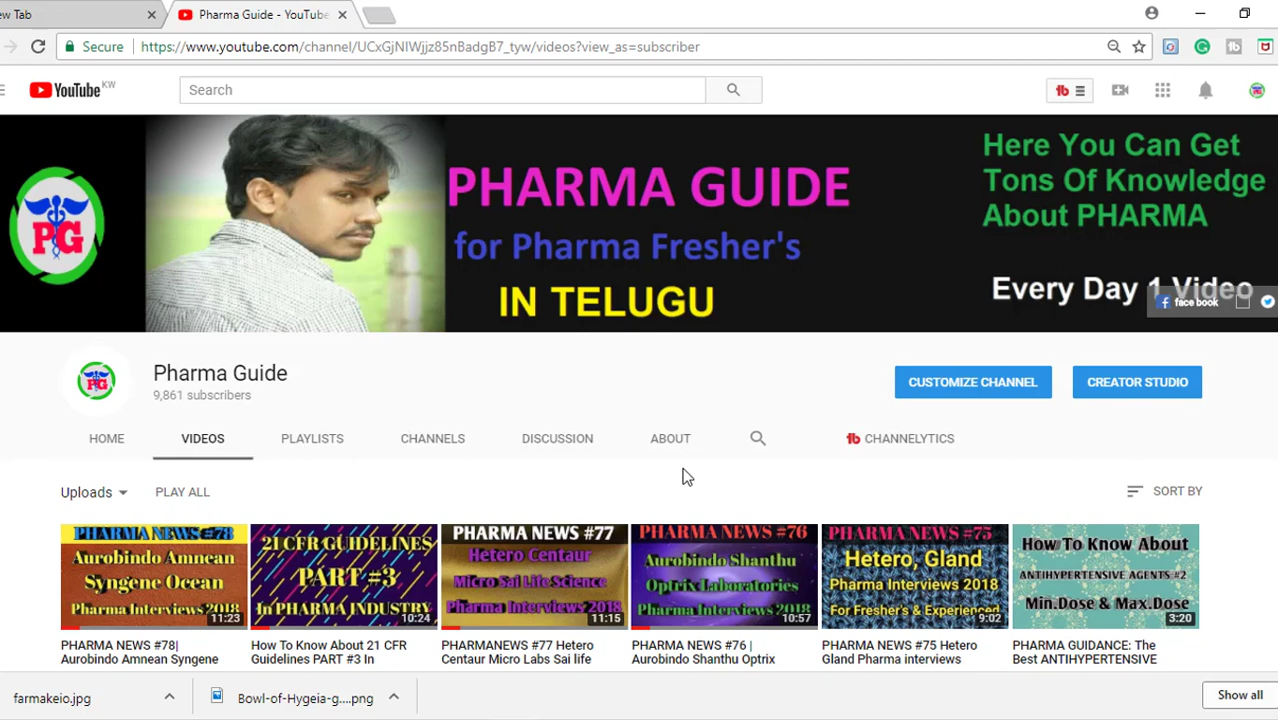 ew Tab
Pharma Guide - YouTube
Secure
https://www.youtube.com/channel/UCxGjNIWjjz85nBdgB7_tyw/videos?view_as=subscriber
YouTube KW
Search
PG
PHARMA GUIDE
for Pharma Fresher's
IN TELUGU
Here You Can Get
Tons Of Knowledge
About PHARMA
Every Day 1 Video
face book
PG
Pharma Guide
9,861 subscribers
CUSTOMIZE CHANNEL
CREATOR STUDIO
HOME
VIDEOS
PLAYLISTS
CHANNELS
DISCUSSION
ABOUT
CHANNELYTICS
Uploads
PLAY ALL
SORT BY
PHARMA NEWS #78
Aurobindo Amnean
Syngene Ocean
Pharma Interviews 2018
11:23
PHARMA NEWS #78|
Aurobindo Amnean Syngene
21 CFR GUIDELINES
PART #3
In PHARMA INDUSTRY
10:24
How To Know About 21 CFR
Guidelines PART #3 In
PHARMA NEWS #77
Hetero Centaur
Micro Sai Life Science
Pharma Interviews 2018
11:15
PHARMANEWS #77 Hetero
Centaur Micro Labs Sai life
PHARMA NEWS #76
Aurobindo Shanthu
Optrix Laboratories
Pharma Interviews 2018
10:57
PHARMA NEWS #76 |
Aurobindo Shanthu Optrix
PHARMA NEWS #75
Hetero, Gland
Pharma Interviews 2018
For Fresher's & Experienced
9:02
PHARMA NEWS #75 Hetero
Gland Pharma interviews
How To Know About
ANTIHYPERTENSIVE AGENTS #2
Min.Dose & Max.Dose
3:20
PHARMA GUIDANCE: The
Best ANTIHYPERTENSIVE
farmakeio.jpg
Bowl-of-Hygeia-g....png
Show all